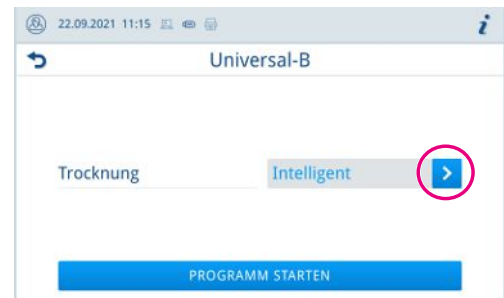 22.09.2021 11:15
Universal-B
Trocknung
Intelligent
PROGRAMM STARTEN